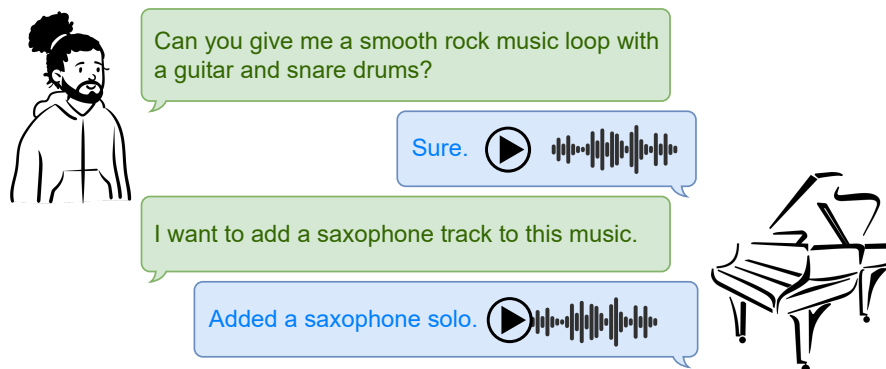 Can you give me a smooth rock music loop with
a guitar and snare drums?
Sure.
I want to add a saxophone track to this music.
Added a saxophone solo.